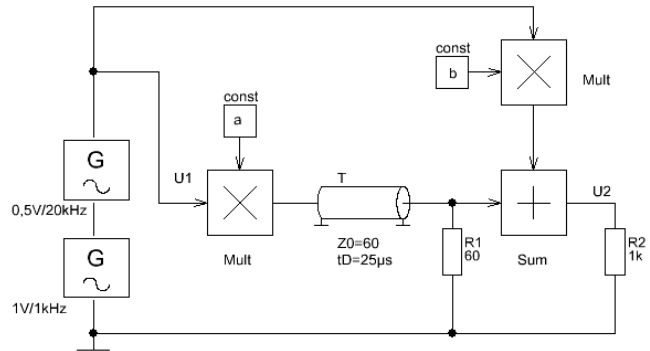 const
b
Mult
const
a
G
0,5V/20kHz
U1
T
U2
Mult
Z0=60
tD=25µs
R1
60
Sum
R2
1k
G
1V/1kHz